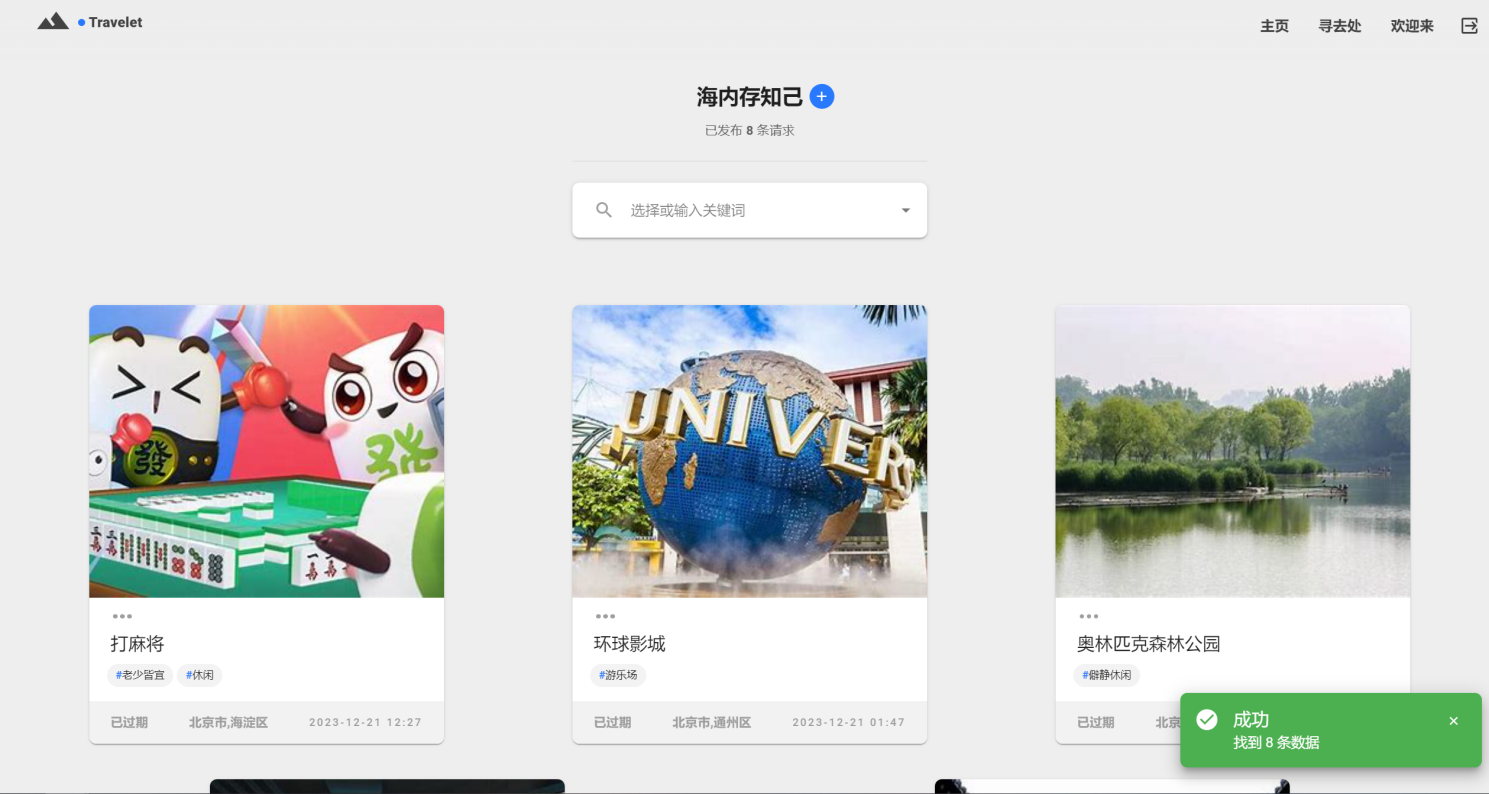 Travelet
主页 寻去处 欢迎来
海内存知己
已发布 8 条请求
选择或输入关键词
發
發
UNIVER
打麻将
#老少皆宜 #休闲
已过期 北京市,海淀区 2023-12-21 12:27
环球影城
#游乐场
已过期 北京市,通州区 2023-12-21 01:47
奥林匹克森林公园
#僻静休闲
已过期 北京
成功
找到 8 条数据